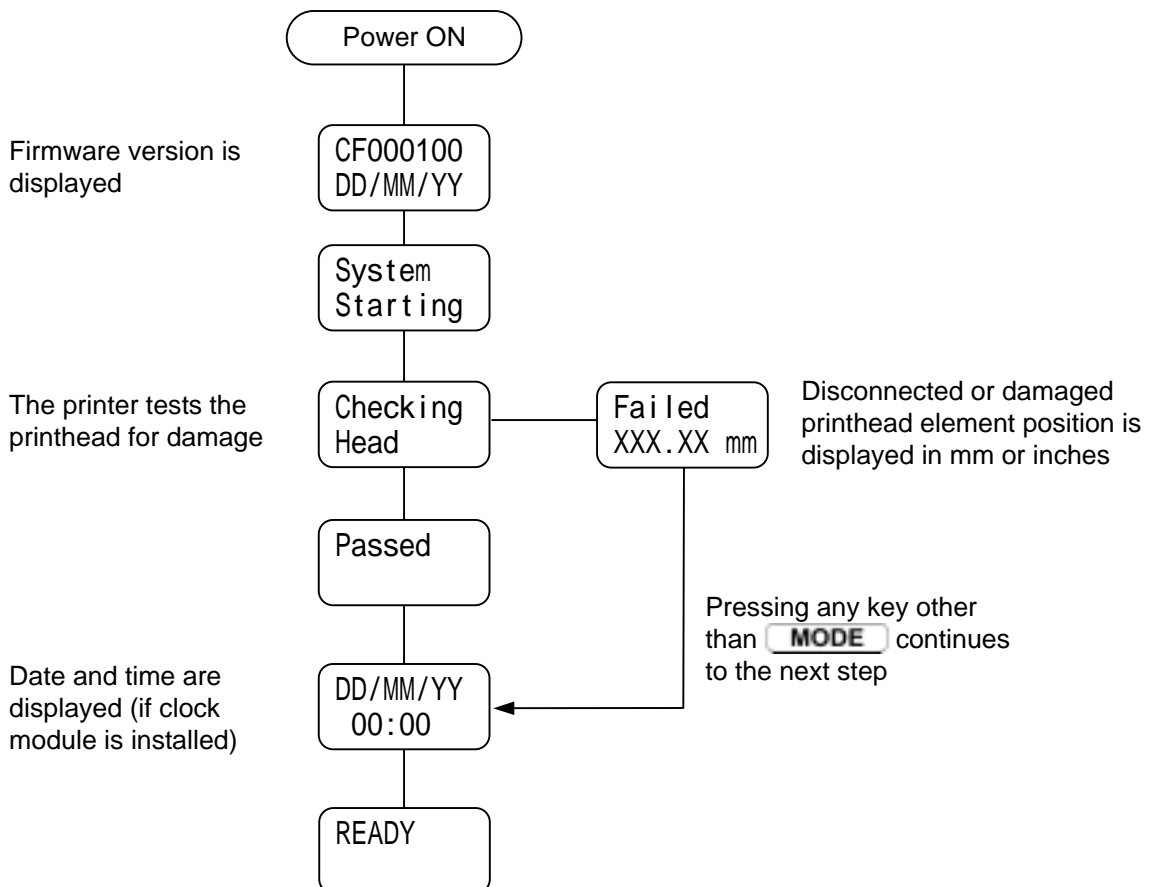 Power ON
Firmware version is
displayed
CF000100
DD/MM/YY
System
Starting
The printer tests the
printhead for damage
Checking
Head
Failed
XXX.XX mm
Disconnected or damaged
printhead element position is
displayed in mm or inches
Passed
Pressing any key other
than MODE continues
to the next step
Date and time are
displayed (if clock
module is installed)
DD/MM/YY
00:00
READY